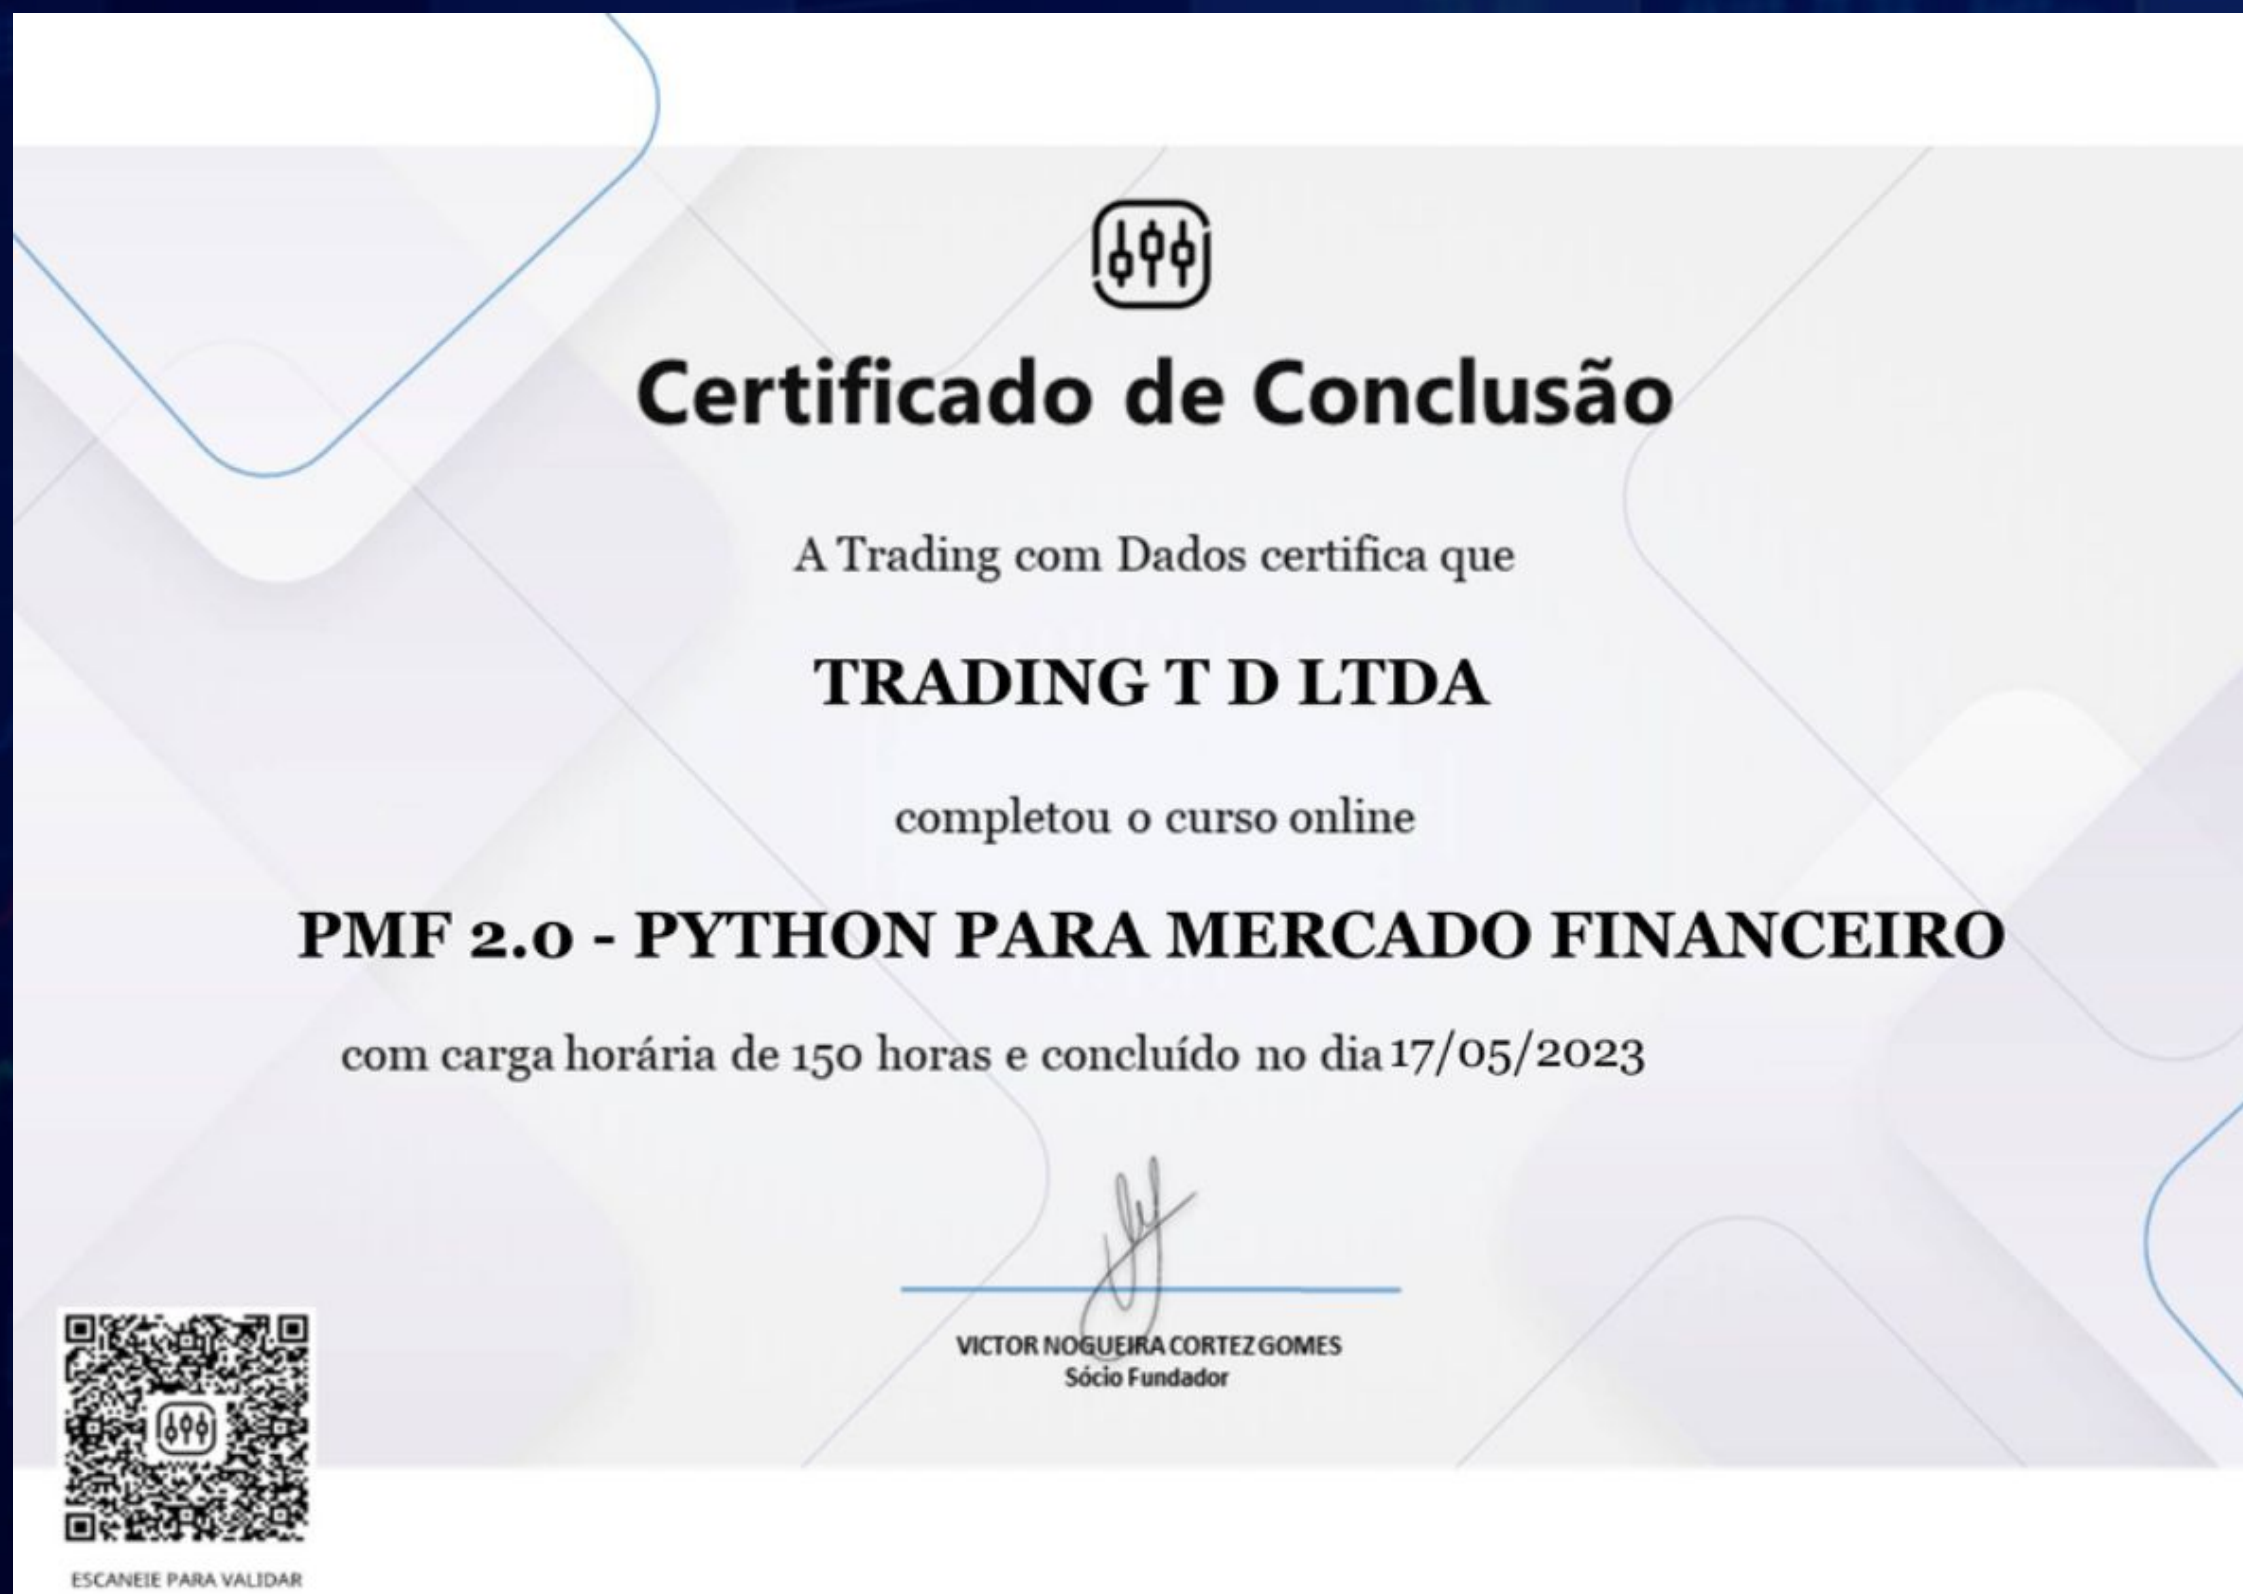 Certificado de Conclusão
A Trading com Dados certifica que
TRADING T D LTDA
completou o curso online
PMF 2.0 - PYTHON PARA MERCADO FINANCEIRO
com carga horária de 150 horas e concluído no dia 17/05/2023
VICTOR NOGUEIRA CORTEZ GOMES
Sócio Fundador
ESCANEIE PARA VALIDAR